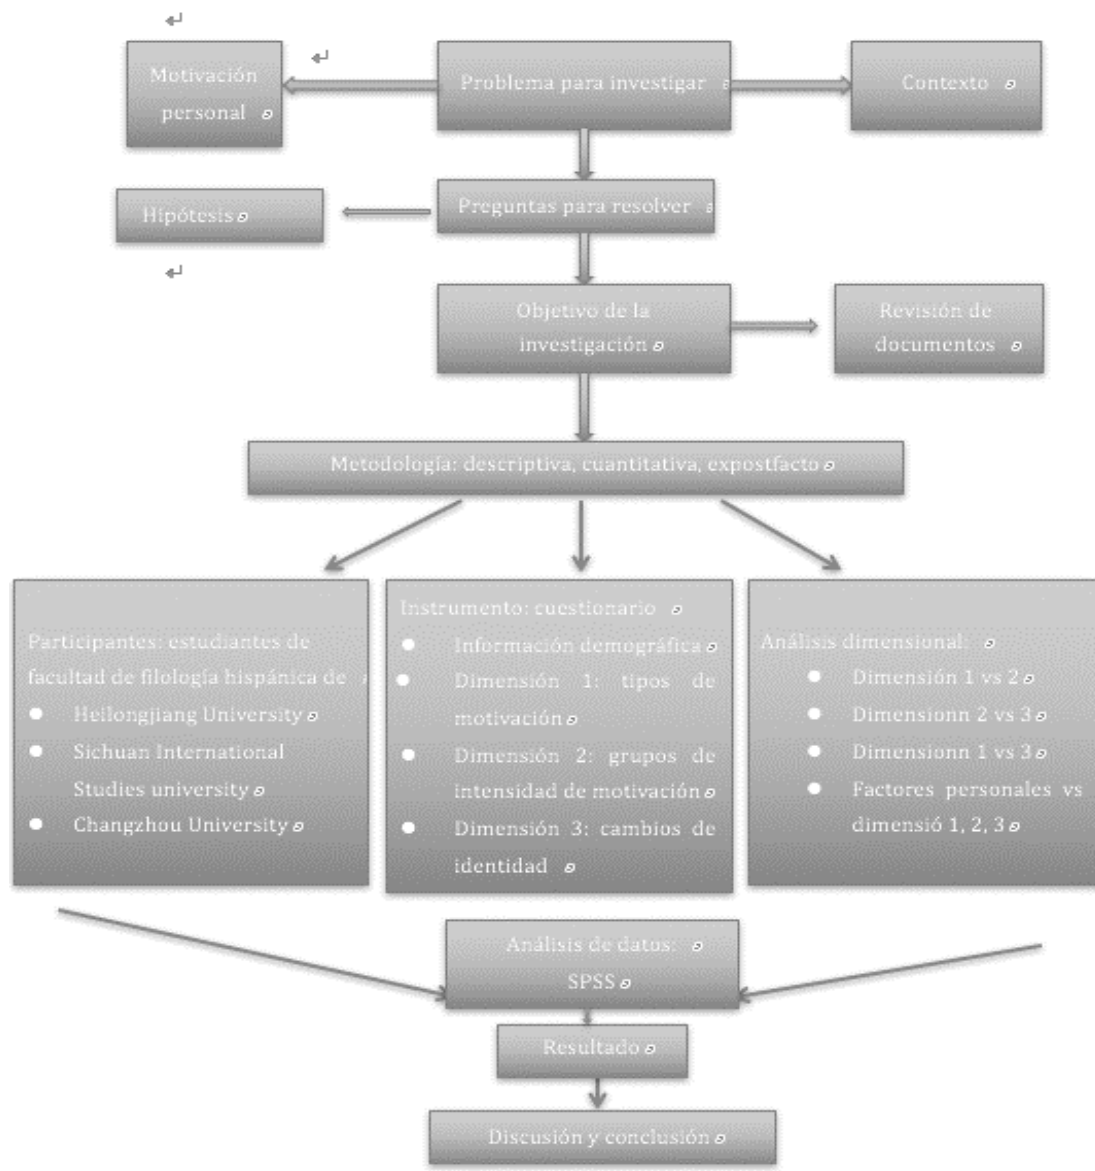 Motivación
personal
Problema para investigar
Contexto
Hipótesis
Preguntas para resolver
Objetivo de la
investigación
Revisión de
documentos
Metodología: descriptiva, cuantitativa, expostfacto
Participantes: estudiantes de
facultad de filología hispánica de
● Heilongjiang University
● Sichuan International
Studies university
● Changzhou University
Instrumento: cuestionario
● Información demográfica
● Dimensión 1: tipos de
motivación
● Dimensión 2: grupos de
intensidad de motivación
● Dimensión 3: cambios de
identidad
Análisis dimensional:
● Dimensión 1 vs 2
● Dimensionn 2 vs 3
● Dimensionn 1 vs 3
● Factores personales vs
dimensió 1, 2, 3
Análisis de datos:
SPSS
Resultado
Discusión y conclusión